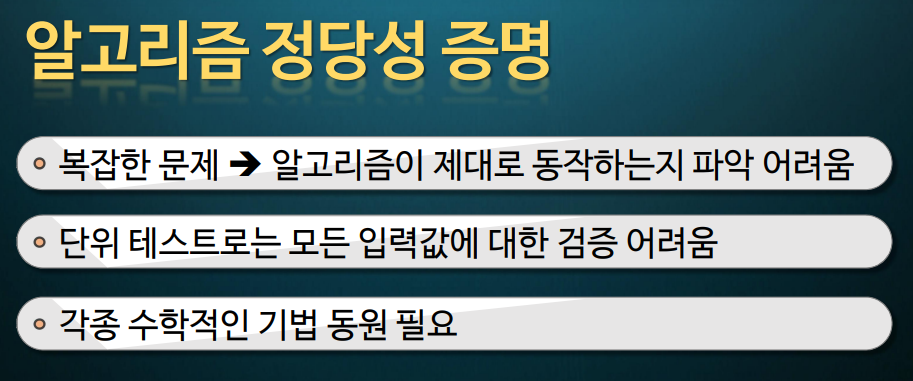 알고리즘 정당성 증명
복잡한 문제 ➔ 알고리즘이 제대로 동작하는지 파악 어려움
단위 테스트로는 모든 입력값에 대한 검증 어려움
각종 수학적인 기법 동원 필요